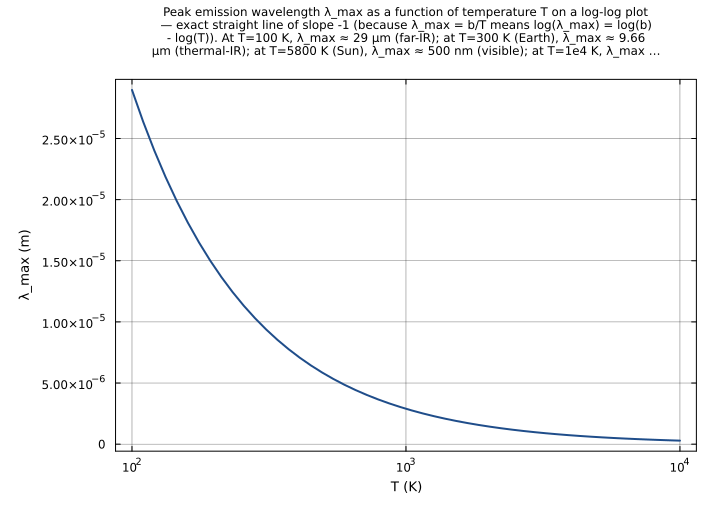 Peak emission wavelength λ_max as a function of temperature T on a log-log plot
— exact straight line of slope -1 (because λ_max = b/T means log(λ_max) = log(b)
- log(T)). At T=100 K, λ_max ≈ 29 μm (far-IR); at T=300 K (Earth), λ_max ≈ 9.66
μm (thermal-IR); at T=5800 K (Sun), λ_max ≈ 500 nm (visible); at T=1e4 K, λ_max ...
λ_max (m)
2.50×10⁻⁵
2.00×10⁻⁵
1.50×10⁻⁵
1.00×10⁻⁵
5.00×10⁻⁶
0
10² 10³ 10⁴
T (K)